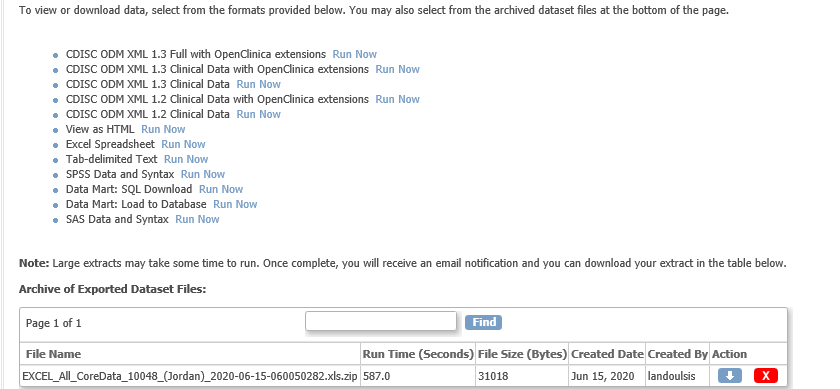 To view or download data, select from the formats provided below. You may also select from the archived dataset files at the bottom of the page.
CDISC ODM XML 1.3 Full with OpenClinica extensions Run Now
CDISC ODM XML 1.3 Clinical Data with OpenClinica extensions Run Now
CDISC ODM XML 1.3 Clinical Data Run Now
CDISC ODM XML 1.2 Clinical Data with OpenClinica extensions Run Now
CDISC ODM XML 1.2 Clinical Data Run Now
View as HTML Run Now
Excel Spreadsheet Run Now
Tab-delimited Text Run Now
SPSS Data and Syntax Run Now
Data Mart: SQL Download Run Now
Data Mart: Load to Database Run Now
SAS Data and Syntax Run Now
Note: Large extracts may take some time to run. Once complete, you will receive an email notification and you can download your extract in the table below.
Archive of Exported Dataset Files:
Page 1 of 1 Find
File Name Run Time (Seconds) File Size (Bytes) Created Date Created By Action
EXCEL_All_CoreData_10048_(Jordan)_2020-06-15-060050282.xls.zip 587.0 31018 Jun 15, 2020 landoulsis X